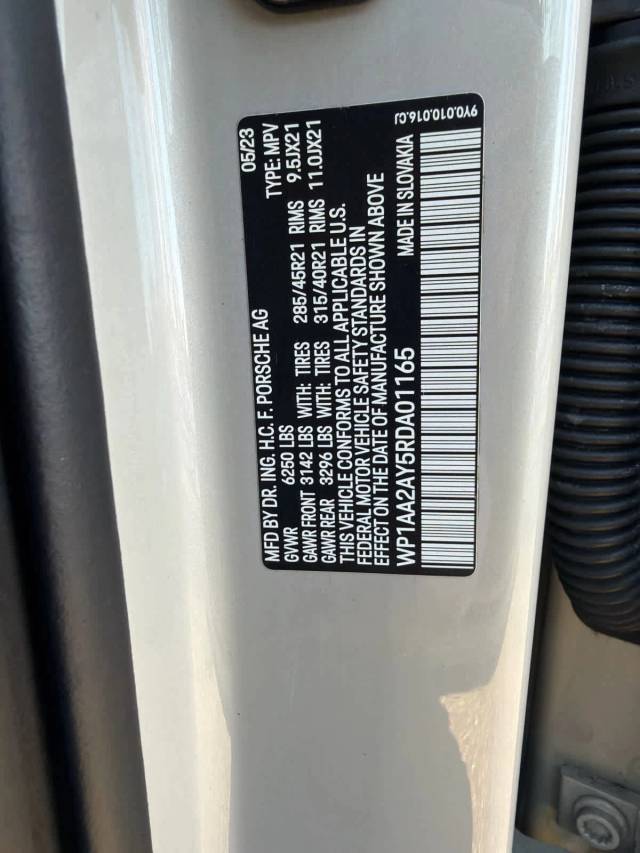 MFD BY DR. ING. H.C. F. PORSCHE AG 05/23
GVWR 6250 LBS TYPE: MPV
GAWR FRONT 3142 LBS WITH: TIRES 285/45R21 RIMS 9.5JX21
GAWR REAR 3296 LBS WITH: TIRES 315/40R21 RIMS 11.0JX21
THIS VEHICLE CONFORMS TO ALL APPLICABLE U.S.
FEDERAL MOTOR VEHICLE SAFETY STANDARDS IN
EFFECT ON THE DATE OF MANUFACTURE SHOWN ABOVE
WP1AA2AY5RDA01165 MADE IN SLOVAKIA
9Y0.010.016.CJ